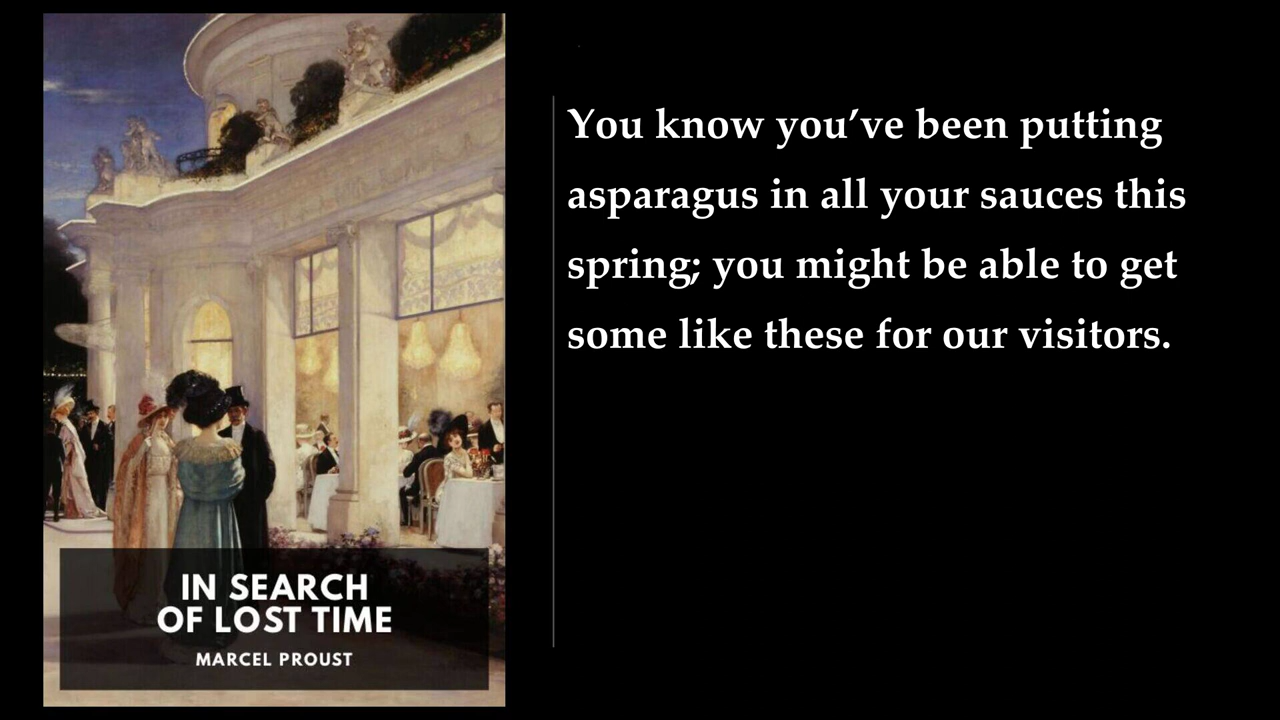 You know you’ve been putting
asparagus in all your sauces this
spring; you might be able to get
some like these for our visitors.
IN SEARCH
OF LOST TIME
MARCEL PROUST